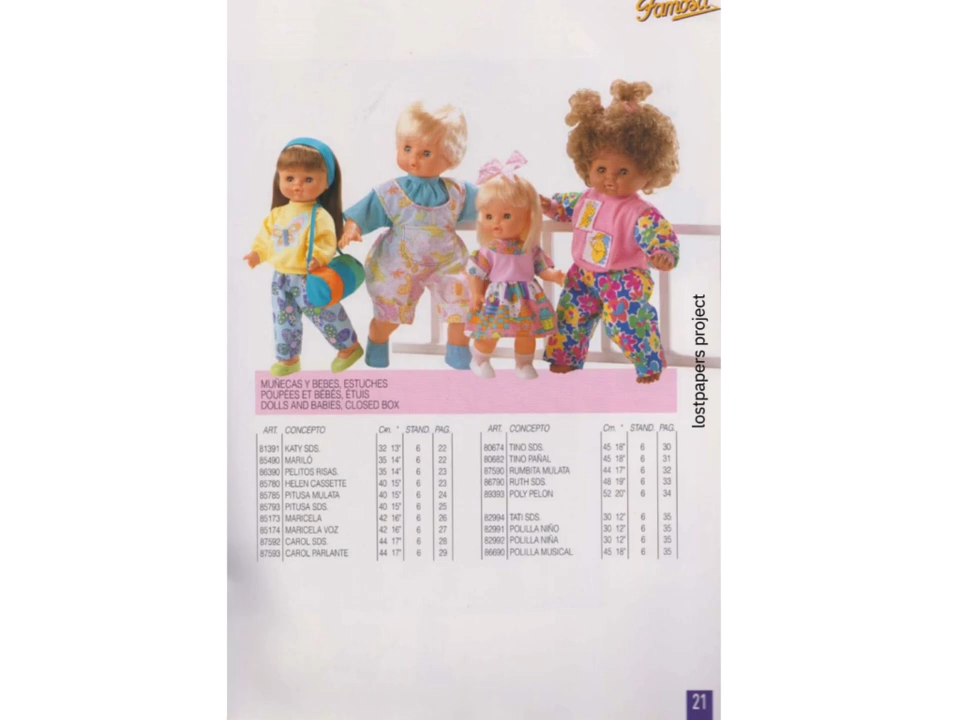 Famosa
MUÑECAS Y BEBES, ESTUCHES
POUPÉES ET BÉBÉS, ÉTUIS
DOLLS AND BABIES, CLOSED BOX
ART. CONCEPTO Cm. " STAND. PAG.
81391 KATY SDS. 32 13" 6 22
85490 MARILÓ 35 14" 6 22
86390 PELITOS RISAS. 35 14" 6 23
85780 HELEN CASSETTE 40 15" 6 23
85785 PITUSA MULATA 40 15" 6 24
85793 PITUSA SDS. 40 15" 6 25
85173 MARICELA 42 16" 6 26
85174 MARICELA VOZ 42 16" 6 27
87592 CAROL SDS. 44 17" 6 28
87593 CAROL PARLANTE 44 17" 6 29
ART. CONCEPTO Cm. " STAND. PAG.
80674 TINO SDS. 45 18" 6 30
80682 TINO PAÑAL 45 18" 6 31
87590 RUMBITA MULATA 44 17" 6 32
86790 RUTH SDS. 48 19" 6 33
89393 POLY PELON 52 20" 6 34
82994 TATI SDS. 30 12" 6 35
82991 POLILLA NIÑO 30 12" 6 35
82992 POLILLA NIÑA 30 12" 6 35
86690 POLILLA MUSICAL 45 18" 6 35
lostpapers project
21